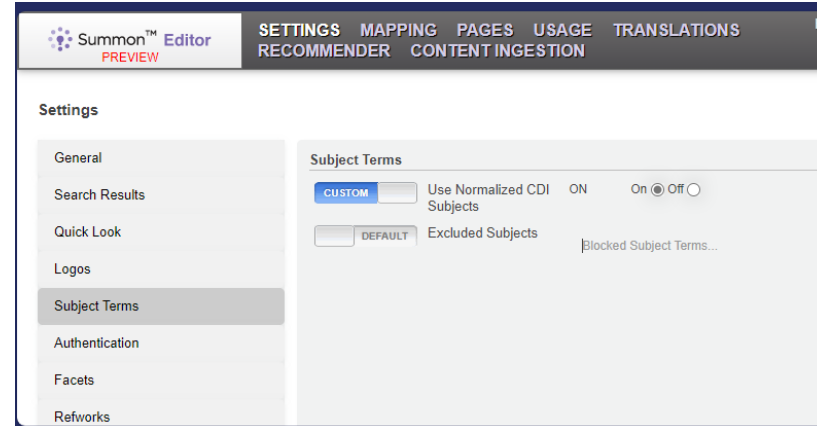 Summon™ Editor
PREVIEW
SETTINGS MAPPING PAGES USAGE TRANSLATIONS
RECOMMENDER CONTENT INGESTION
Settings
General
Search Results
Quick Look
Logos
Subject Terms
Authentication
Facets
Refworks
Subject Terms
CUSTOM Use Normalized CDI ON On Off
Subjects
DEFAULT Excluded Subjects
Blocked Subject Terms...